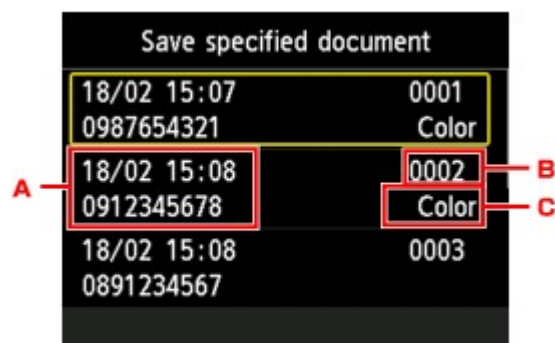 Save specified document
18/02 15:07 0001
0987654321 Color
A 18/02 15:08 0002 B
0912345678 Color C
18/02 15:08 0003
0891234567